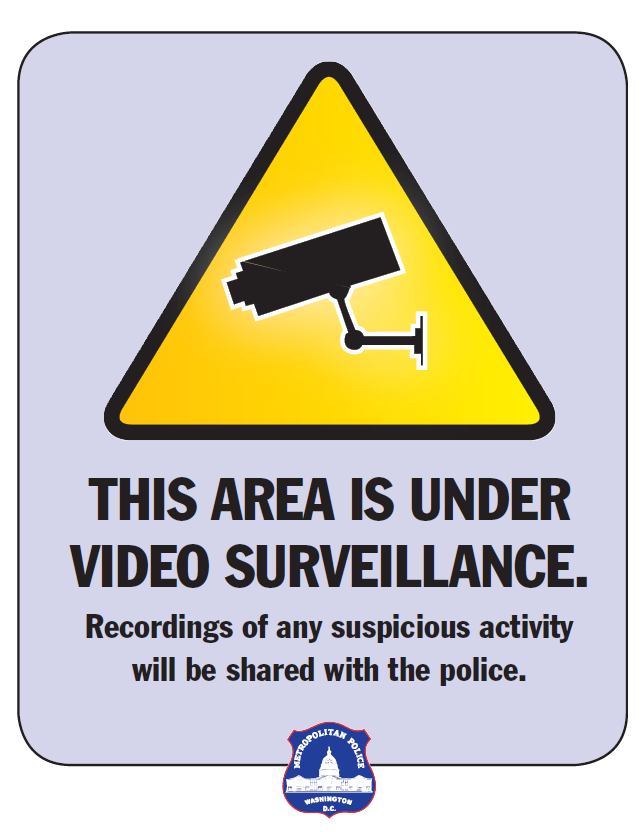 THIS AREA IS UNDER
VIDEO SURVEILLANCE.
Recordings of any suspicious activity
will be shared with the police.
METROPOLITAN POLICE
WASHINGTON
D.C.